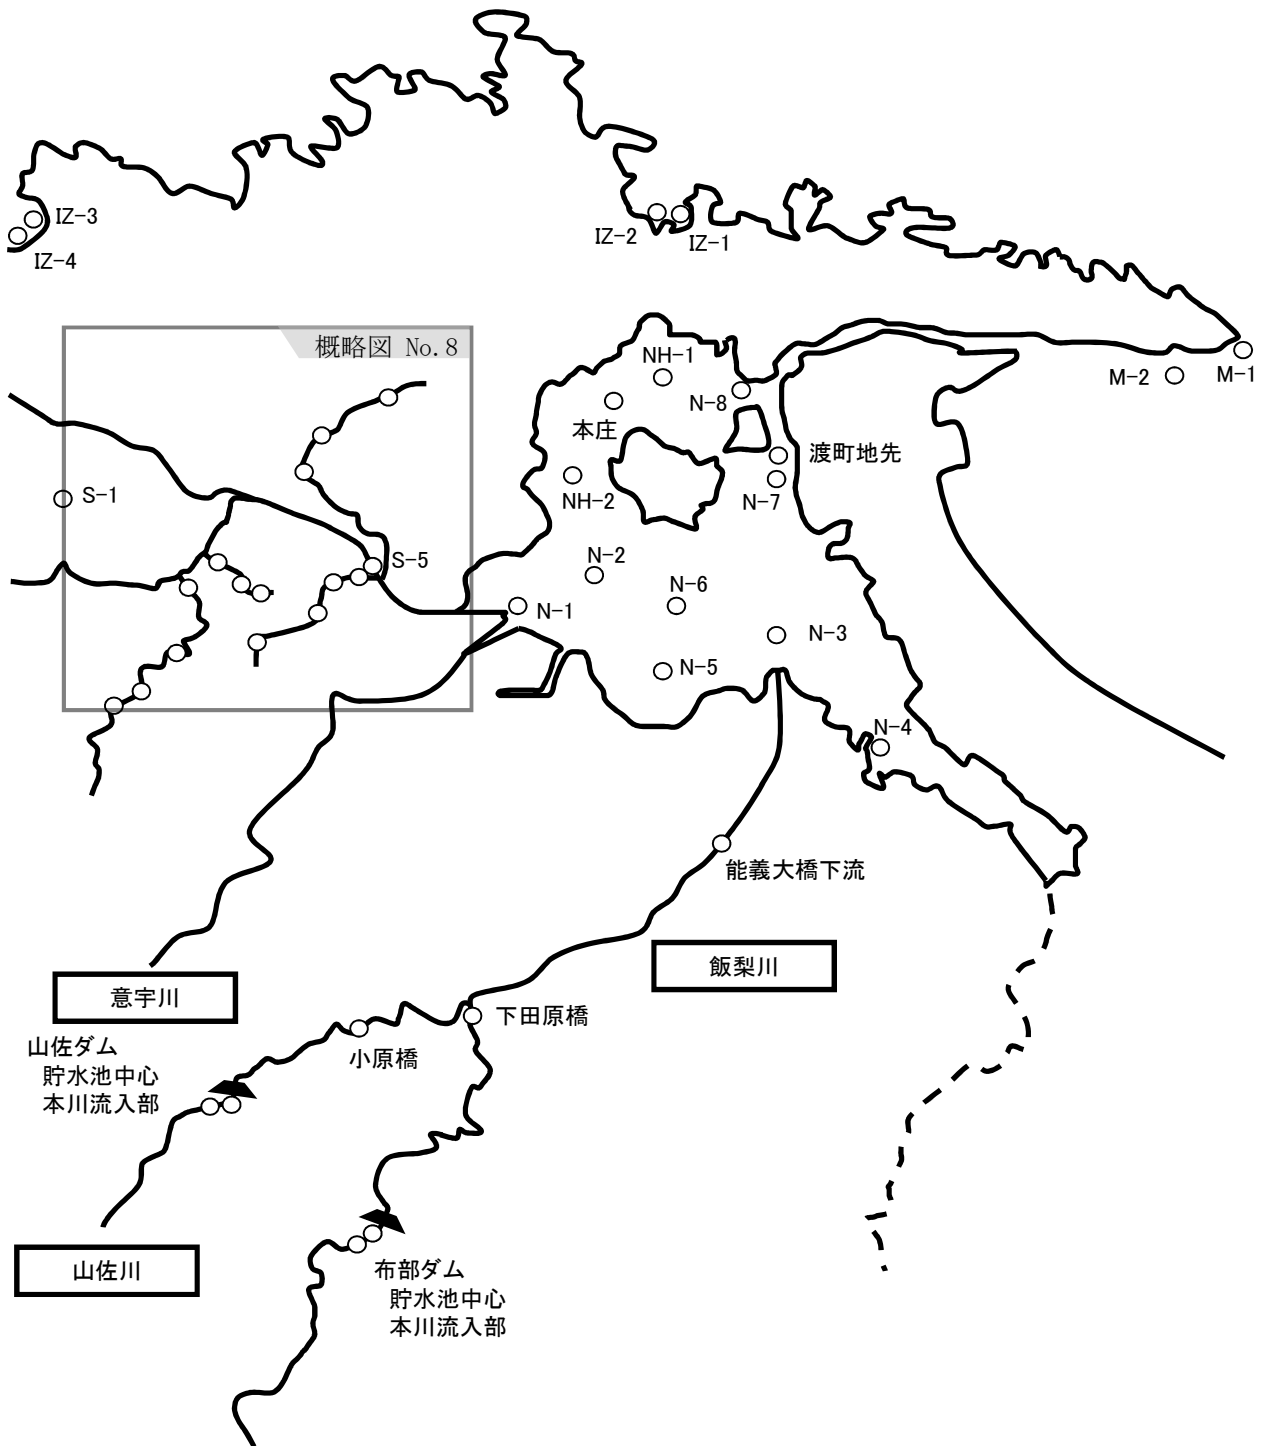 IZ-3
IZ-4
IZ-2
IZ-1
概略図 No.8
NH-1
M-2
M-1
N-8
本庄
渡町地先
S-1
NH-2
N-7
S-5
N-2
N-6
N-1
N-3
N-5
N-4
能義大橋下流
飯梨川
意宇川
下田原橋
小原橋
山佐ダム
貯水池中心
本川流入部
山佐川
布部ダム
貯水池中心
本川流入部